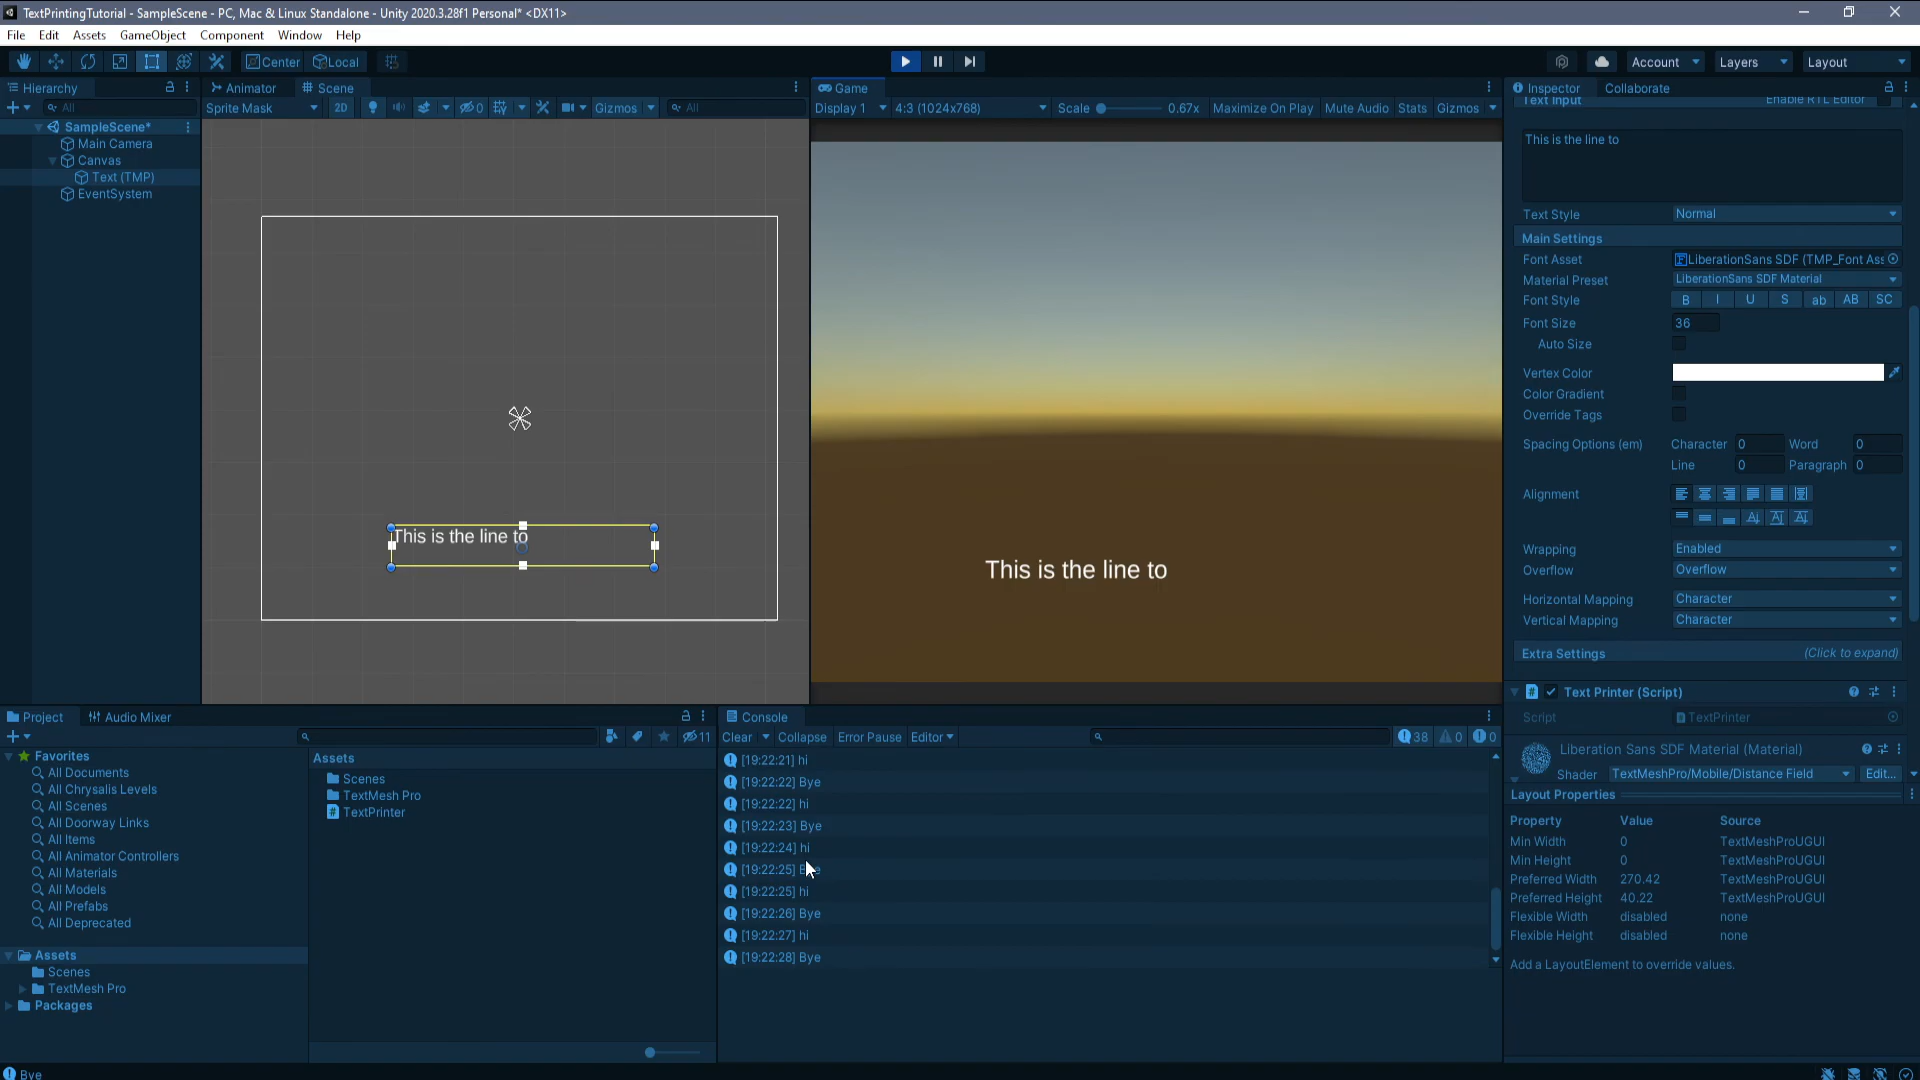 TextPrintingTutorial - SampleScene - PC, Mac & Linux Standalone - Unity 2020.3.28f1 Personal* <DX11>
File Edit Assets GameObject Component Window Help
Center Local Account Layers Layout
Hierarchy
All
SampleScene*
Main Camera
Canvas
Text (TMP)
EventSystem
Animator Scene
Sprite Mask 2D 0 Gizmos All
This is the line to
Game
Display 1 4:3 (1024x768) Scale 0.67x Maximize On Play Mute Audio Stats Gizmos
This is the line to
Inspector Collaborate
Text Input Enable RTL Editor
This is the line to
Text Style Normal
Main Settings
Font Asset LiberationSans SDF (TMP_Font Ass
Material Preset LiberationSans SDF Material
Font Style B I U S ab AB SC
Font Size 36
Auto Size
Vertex Color
Color Gradient
Override Tags
Spacing Options (em) Character 0 Word 0
Line 0 Paragraph 0
Alignment
Wrapping Enabled
Overflow Overflow
Horizontal Mapping Character
Vertical Mapping Character
Extra Settings (Click to expand)
Text Printer (Script)
Script TextPrinter
Liberation Sans SDF Material (Material)
Shader TextMeshPro/Mobile/Distance Field Edit...
Layout Properties
Property Value Source
Min Width 0 TextMeshProUGUI
Min Height 0 TextMeshProUGUI
Preferred Width 270.42 TextMeshProUGUI
Preferred Height 40.22 TextMeshProUGUI
Flexible Width disabled none
Flexible Height disabled none
Add a LayoutElement to override values.
Project Audio Mixer
11
Favorites
All Documents
All Chrysalis Levels
All Scenes
All Doorway Links
All Items
All Animator Controllers
All Materials
All Models
All Prefabs
All Deprecated
Assets
Scenes
TextMesh Pro
Packages
Assets
Scenes
TextMesh Pro
TextPrinter
Console
Clear Collapse Error Pause Editor 38 0 0
[19:22:21] hi
[19:22:22] Bye
[19:22:22] hi
[19:22:23] Bye
[19:22:24] hi
[19:22:25] Bye
[19:22:25] hi
[19:22:26] Bye
[19:22:27] hi
[19:22:28] Bye
Bye